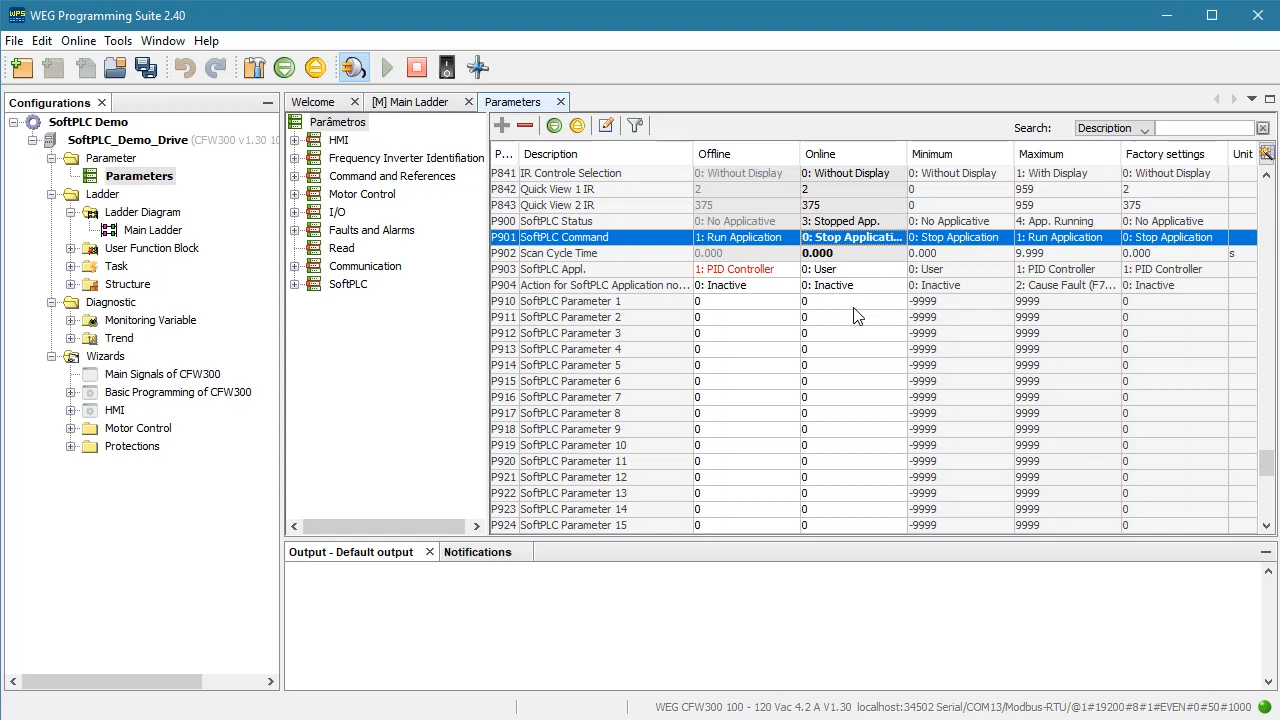 WPS WEG Programming Suite 2.40
File Edit Online Tools Window Help
Configurations
SoftPLC Demo
SoftPLC_Demo_Drive (CFW300 v1.30 10
Parameter
Parameters
Ladder
Ladder Diagram
Main Ladder
User Function Block
Task
Structure
Diagnostic
Monitoring Variable
Trend
Wizards
Main Signals of CFW300
Basic Programming of CFW300
HMI
Motor Control
Protections
Welcome [M] Main Ladder Parameters
Parâmetros
HMI
Frequency Inverter Identifiation
Command and References
Motor Control
I/O
Faults and Alarms
Read
Communication
SoftPLC
Search: Description
P... Description Offline Online Minimum Maximum Factory settings Unit
P841 IR Controle Selection 0: Without Display 0: Without Display 0: Without Display 1: With Display 0: Without Display
P842 Quick View 1 IR 2 2 0 959 2
P843 Quick View 2 IR 375 375 0 959 375
P900 SoftPLC Status 0: No Applicative 3: Stopped App. 0: No Applicative 4: App. Running 0: No Applicative
P901 SoftPLC Command 1: Run Application 0: Stop Applicati... 0: Stop Application 1: Run Application 0: Stop Application
P902 Scan Cycle Time 0.000 0.000 0.000 9.999 0.000 s
P903 SoftPLC Appl. 1: PID Controller 0: User 0: User 1: PID Controller 1: PID Controller
P904 Action for SoftPLC Application no... 0: Inactive 0: Inactive 0: Inactive 2: Cause Fault (F7... 0: Inactive
P910 SoftPLC Parameter 1 0 0 -9999 9999 0
P911 SoftPLC Parameter 2 0 0 -9999 9999 0
P912 SoftPLC Parameter 3 0 0 -9999 9999 0
P913 SoftPLC Parameter 4 0 0 -9999 9999 0
P914 SoftPLC Parameter 5 0 0 -9999 9999 0
P915 SoftPLC Parameter 6 0 0 -9999 9999 0
P916 SoftPLC Parameter 7 0 0 -9999 9999 0
P917 SoftPLC Parameter 8 0 0 -9999 9999 0
P918 SoftPLC Parameter 9 0 0 -9999 9999 0
P919 SoftPLC Parameter 10 0 0 -9999 9999 0
P920 SoftPLC Parameter 11 0 0 -9999 9999 0
P921 SoftPLC Parameter 12 0 0 -9999 9999 0
P922 SoftPLC Parameter 13 0 0 -9999 9999 0
P923 SoftPLC Parameter 14 0 0 -9999 9999 0
P924 SoftPLC Parameter 15 0 0 -9999 9999 0
Output - Default output Notifications
WEG CFW300 100 - 120 Vac 4.2 A V1.30 localhost:34502 Serial/COM13/Modbus-RTU/@1#19200#8#1#EVEN#0#50#1000